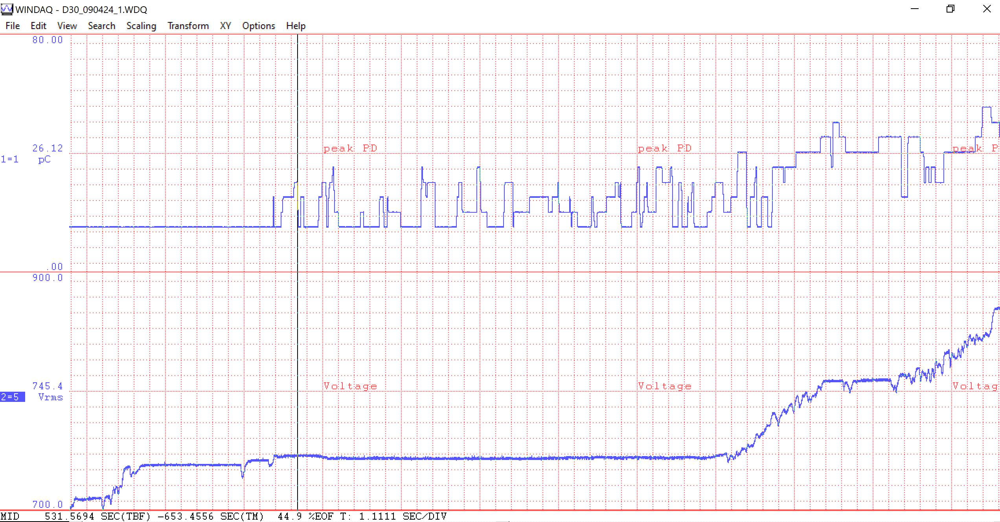 WINDAQ - D30_090424_1.WDQ
File Edit View Search Scaling Transform XY Options Help
80.00
26.12
1=1 pC
peak PD peak PD peak P
.00
900.0
745.4
2=5 Vrms
Voltage Voltage Voltag
700.0
MID 531.5694 SEC(TBF) -653.4556 SEC(TM) 44.9 %EOF T: 1.1111 SEC/DIV